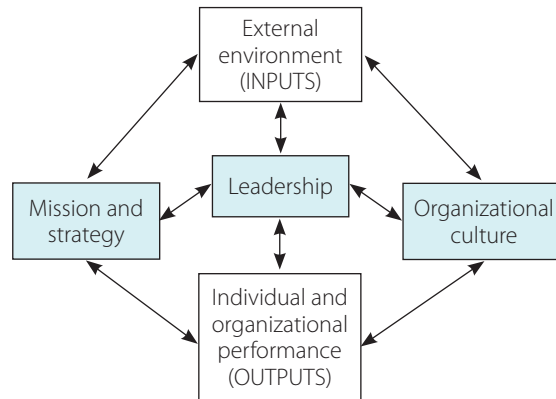 External
environment
(INPUTS)
Leadership
Mission and
strategy
Organizational
culture
Individual and
organizational
performance
(OUTPUTS)